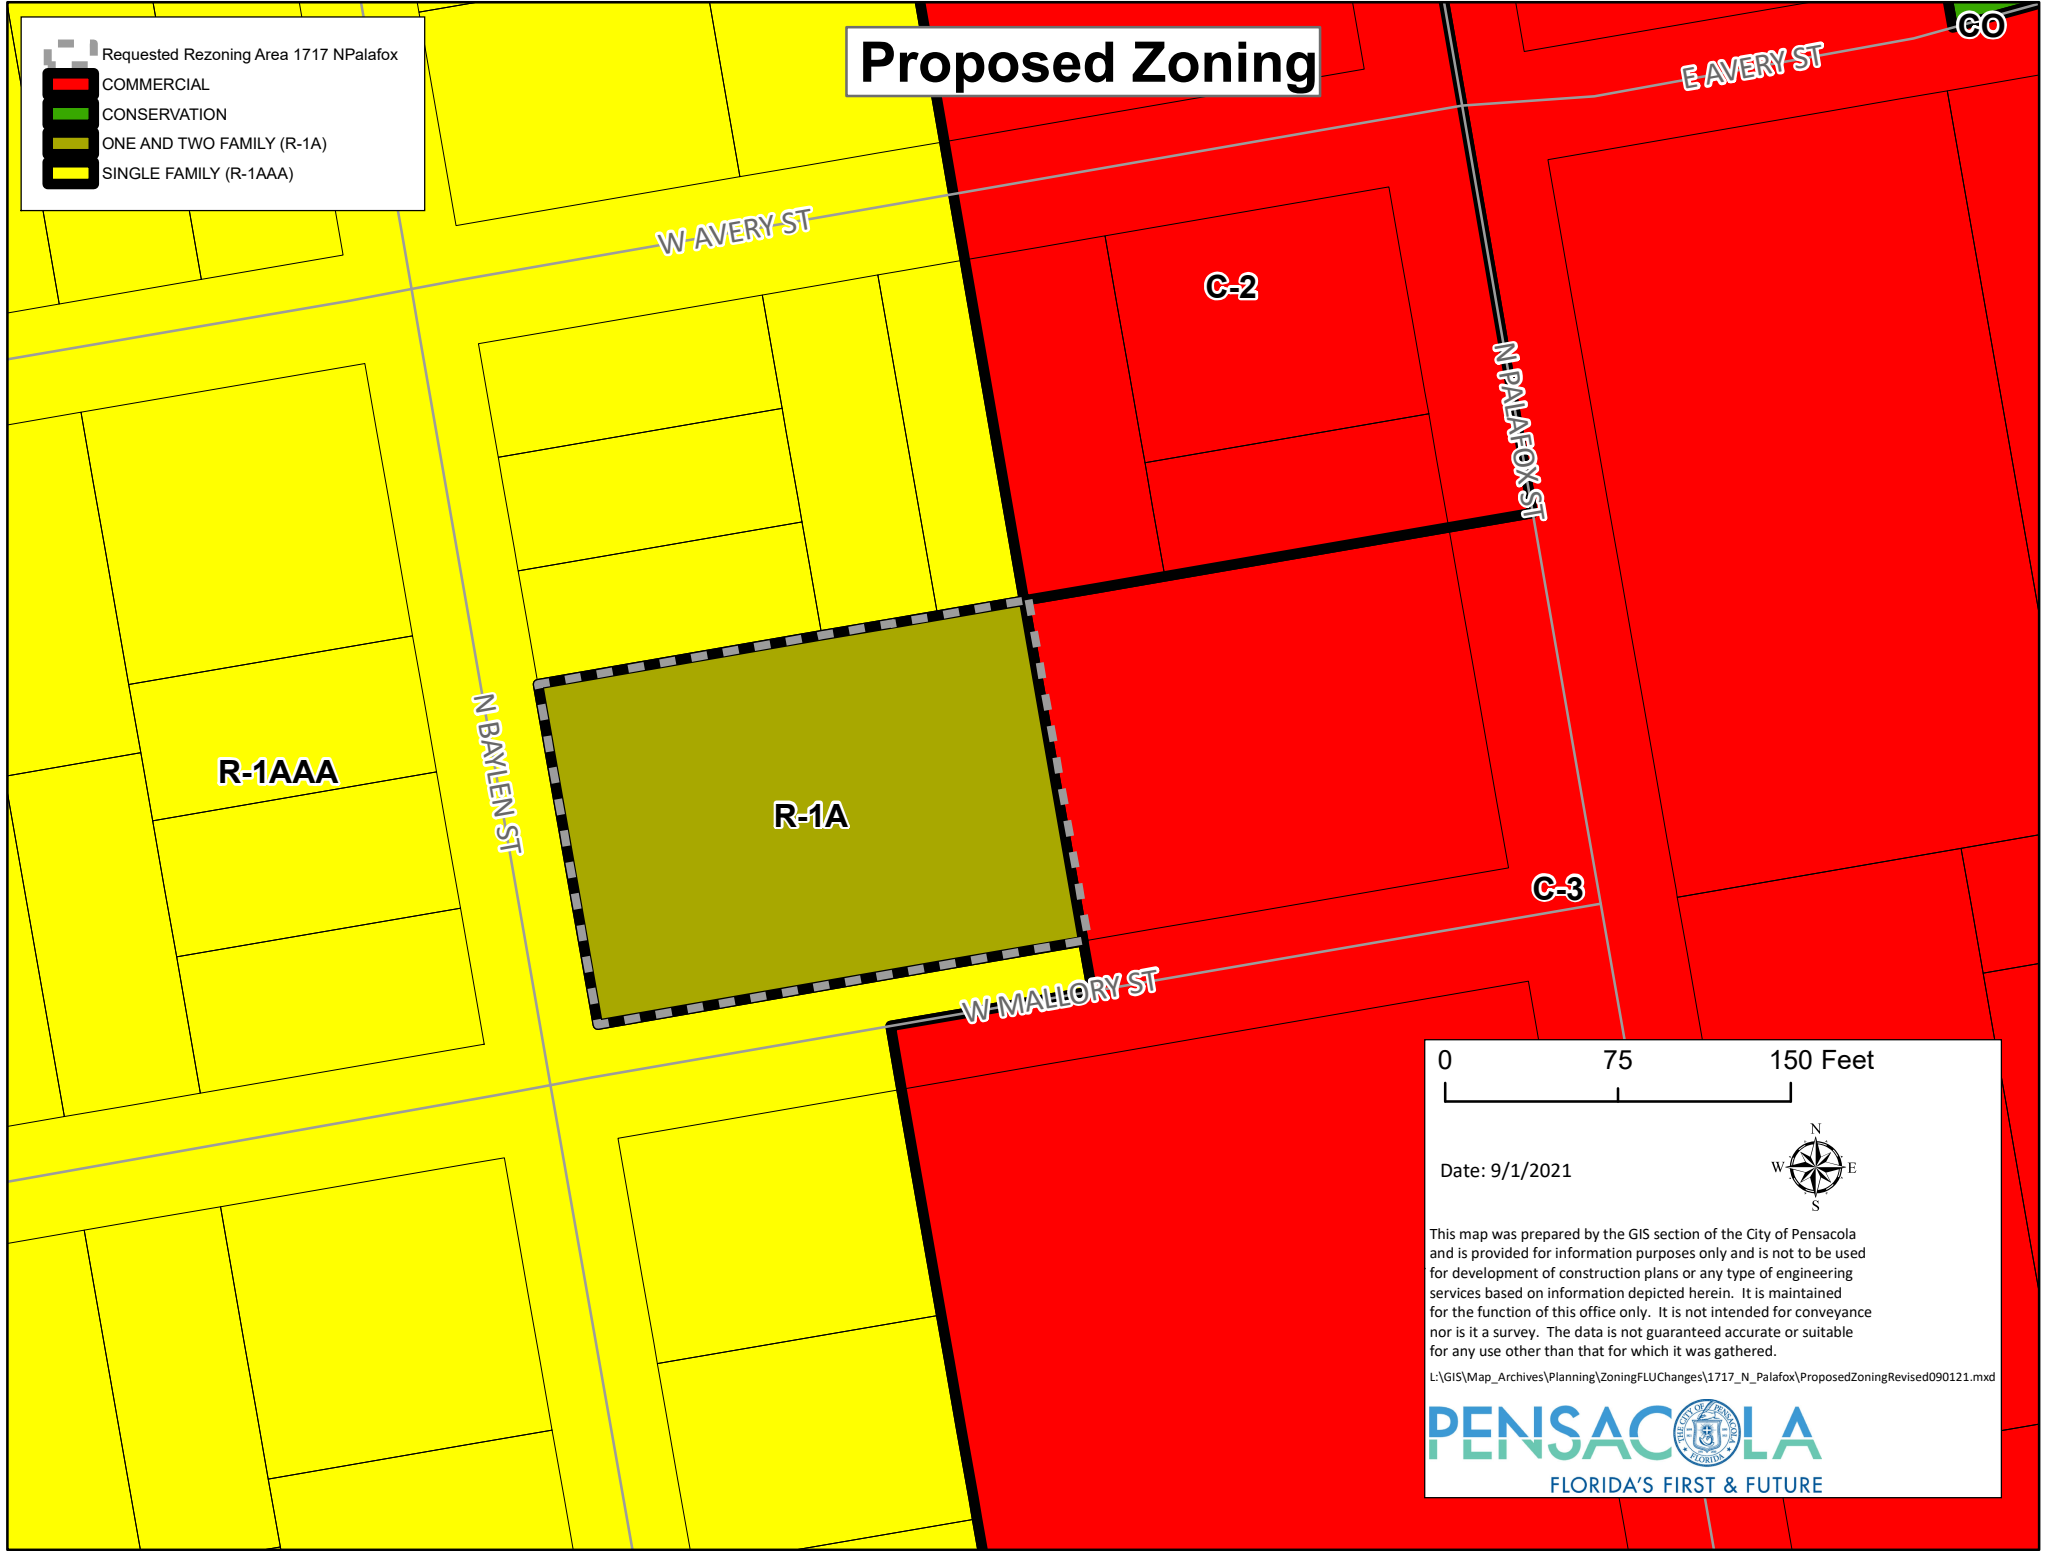 Proposed Zoning
Requested Rezoning Area 1717 NPalafox
COMMERCIAL
CONSERVATION
ONE AND TWO FAMILY (R-1A)
SINGLE FAMILY (R-1AAA)
CO
E AVERY ST
W AVERY ST
C-2
N PALAFOX ST
R-1AAA
N BAYLEN ST
R-1A
C-3
W MALLORY ST
0 75 150 Feet
N
W E
S
Date: 9/1/2021
This map was prepared by the GIS section of the City of Pensacola
and is provided for information purposes only and is not to be used
for development of construction plans or any type of engineering
services based on information depicted herein. It is maintained
for the function of this office only. It is not intended for conveyance
nor is it a survey. The data is not guaranteed accurate or suitable
for any use other than that for which it was gathered.
L:\GIS\Map_Archives\Planning\ZoningFLUChanges\1717_N_Palafox\ProposedZoningRevised090121.mxd
PENSACOLA
THE CITY OF PENSACOLA
FLORIDA
FLORIDA'S FIRST & FUTURE